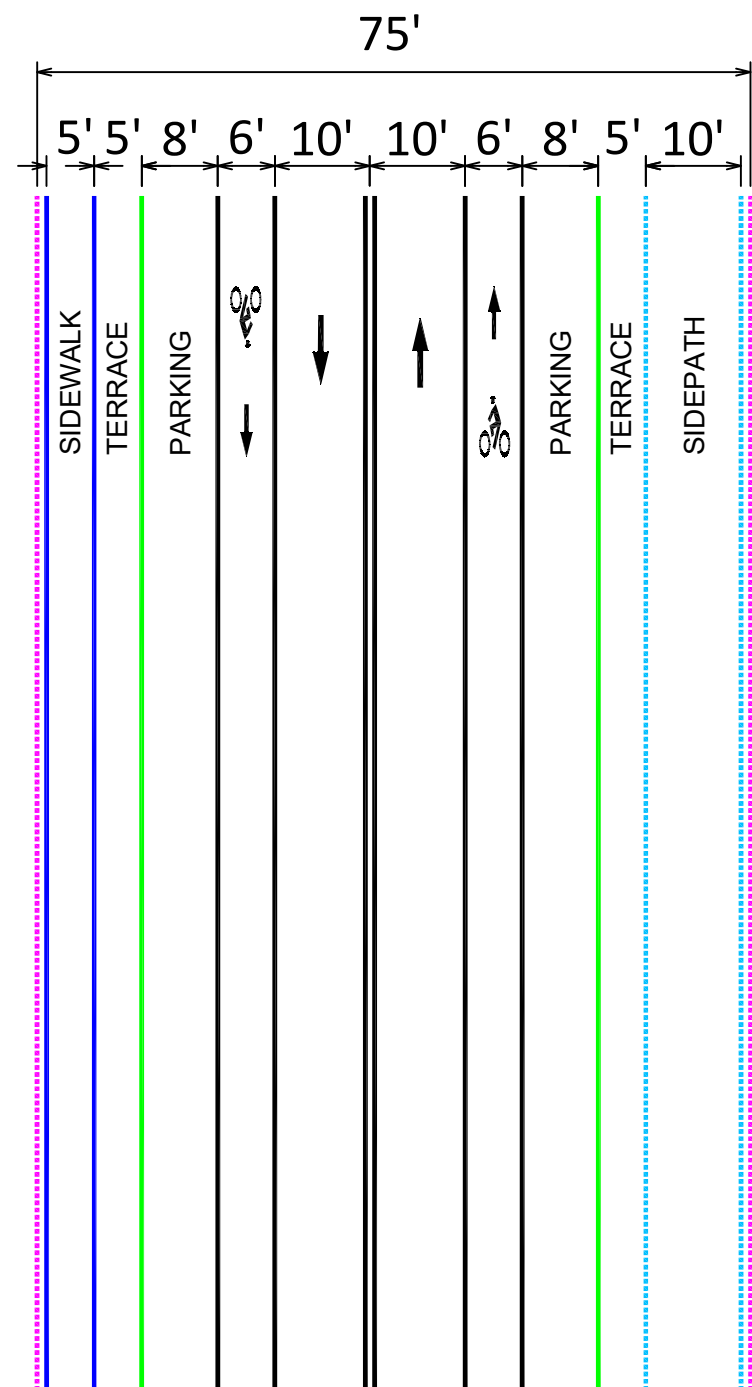 75'
5' 5' 8' 6' 10' 10' 6' 8' 5' 10'
SIDEWALK
TERRACE
PARKING
PARKING
TERRACE
SIDEPATH